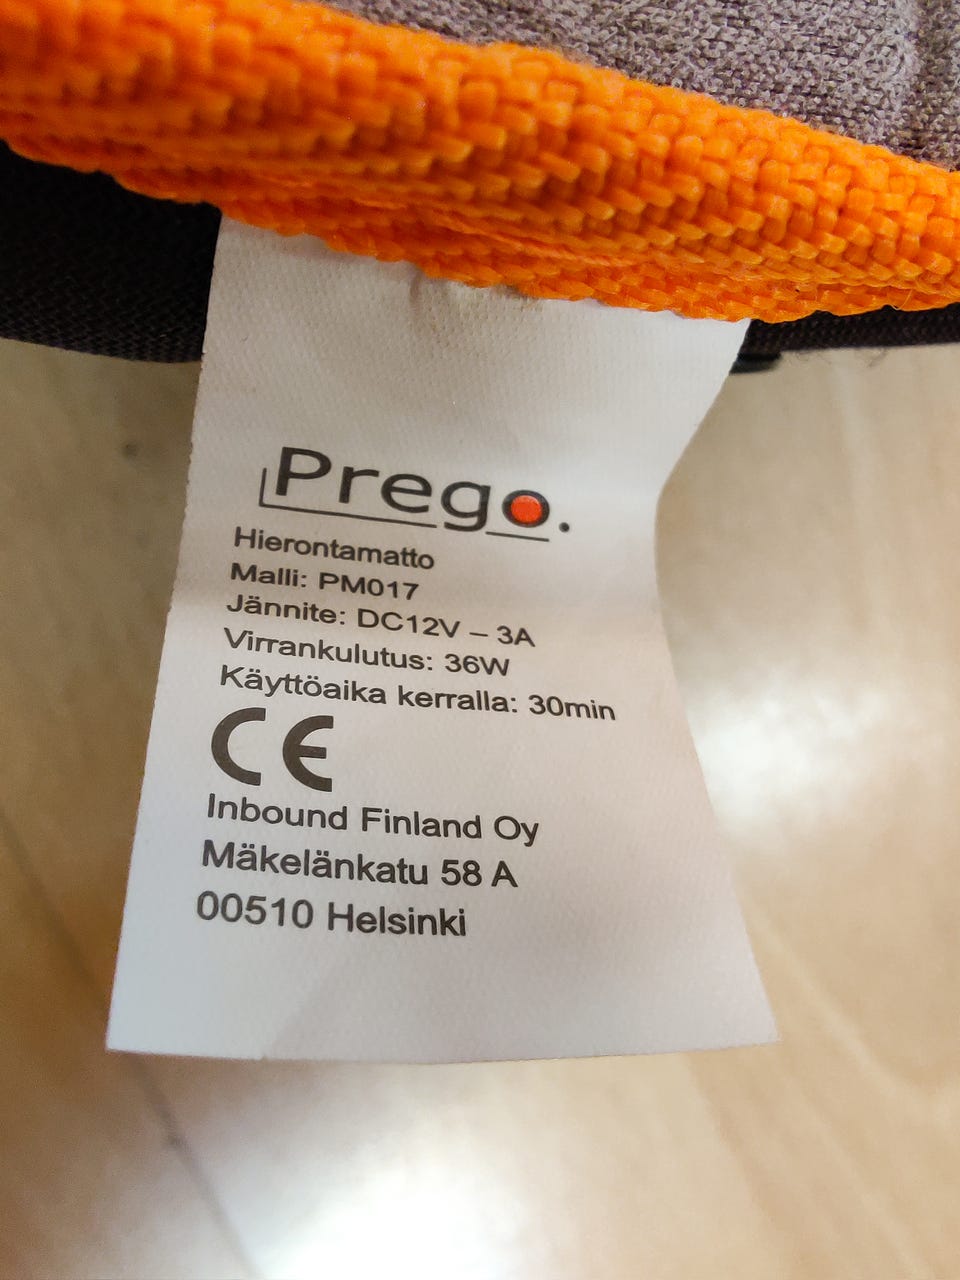 Prego.
Hierontamatto
Malli: PM017
Jännite: DC12V – 3A
Virrankulutus: 36W
Käyttöaika kerralla: 30min
CE
Inbound Finland Oy
Mäkelänkatu 58 A
00510 Helsinki